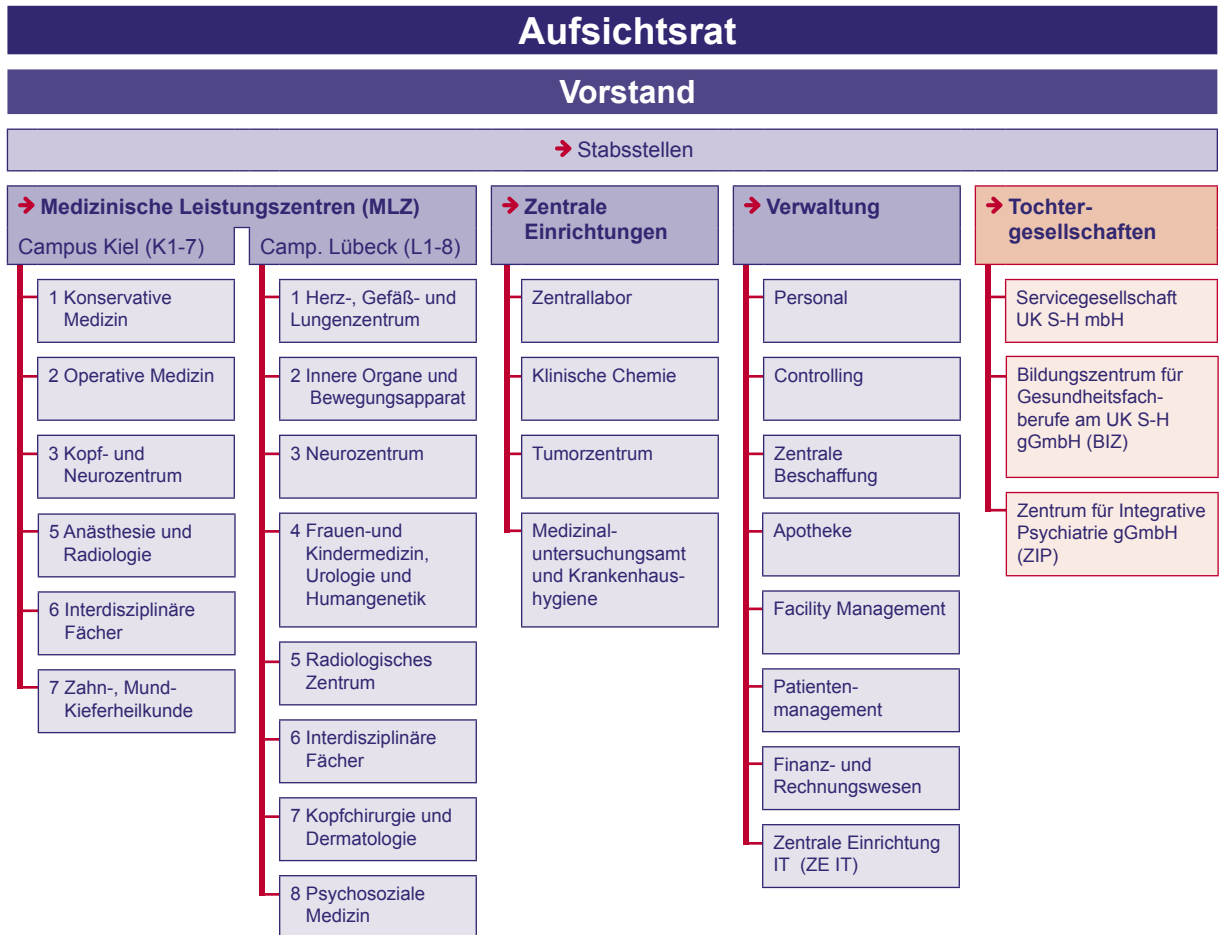 Aufsichtsrat
Vorstand
Stabsstellen
Medizinische Leistungszentren (MLZ)
Campus Kiel (K1-7)
1 Konservative
Medizin
2 Operative Medizin
3 Kopf- und
Neurozentrum
5 Anästhesie und
Radiologie
6 Interdisziplinäre
Fächer
7 Zahn-, Mund-
Kieferheilkunde
Camp. Lübeck (L1-8)
1 Herz-, Gefäß- und
Lungenzentrum
2 Innere Organe und
Bewegungsapparat
3 Neurozentrum
4 Frauen-und
Kindermedizin,
Urologie und
Humangenetik
5 Radiologisches
Zentrum
6 Interdisziplinäre
Fächer
7 Kopfchirurgie und
Dermatologie
8 Psychosoziale
Medizin
Zentrale
Einrichtungen
Zentrallabor
Klinische Chemie
Tumorzentrum
Medizinal-
untersuchungsamt
und Krankenhaus-
hygiene
Verwaltung
Personal
Controlling
Zentrale
Beschaffung
Apotheke
Facility Management
Patienten-
management
Finanz- und
Rechnungswesen
Zentrale Einrichtung
IT (ZE IT)
Tochter-
gesellschaften
Servicegesellschaft
UK S-H mbH
Bildungszentrum für
Gesundheitsfach-
berufe am UK S-H
gGmbH (BIZ)
Zentrum für Integrative
Psychiatrie gGmbH
(ZIP)